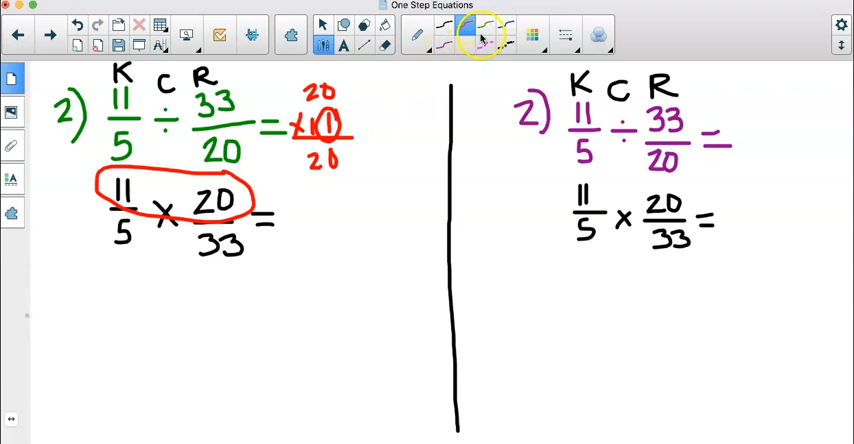 One Step Equations
K C R
2) 11/5 ÷ 33/20 =
20
x11
20
11/5 x 20/33 =
K C R
2) 11/5 ÷ 33/20 =
11/5 x 20/33 =